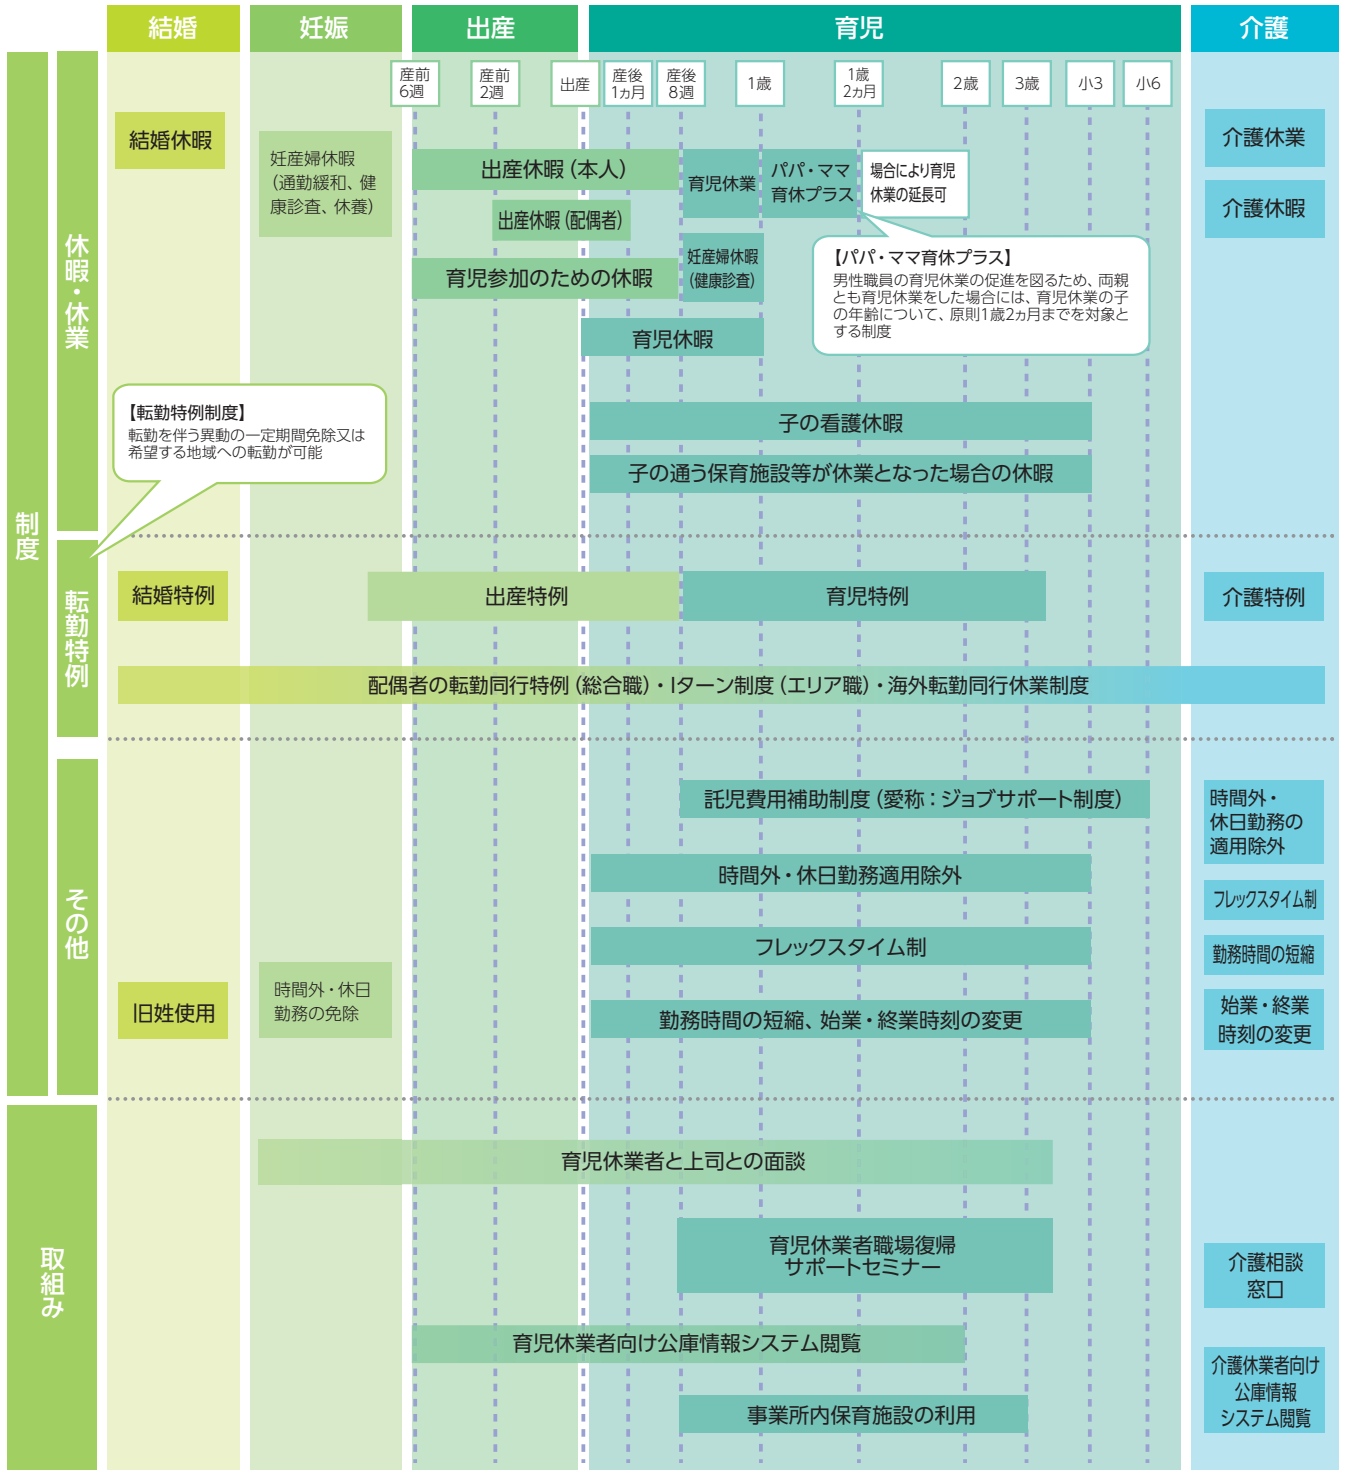 結婚
妊娠
出産
育児
介護
産前
6週
産前
2週
出産
産後
1ヵ月
産後
8週
1歳
1歳
2ヵ月
2歳
3歳
小3
小6
制度
休暇・休業
結婚休暇
妊産婦休暇
（通勤緩和、健
康診査、休養）
出産休暇（本人）
出産休暇（配偶者）
育児参加のための休暇
育児休業
パパ・ママ
育休プラス
場合により育児
休業の延長可
妊産婦休暇
（健康診査）
育児休暇
【パパ・ママ育休プラス】
男性職員の育児休業の促進を図るため、両親
とも育児休業をした場合には、育児休業の子
の年齢について、原則1歳2ヵ月までを対象と
する制度
子の看護休暇
子の通う保育施設等が休業となった場合の休暇
介護休業
介護休暇
【転勤特例制度】
転勤を伴う異動の一定期間免除又は
希望する地域への転勤が可能
転勤特例
結婚特例
出産特例
育児特例
介護特例
配偶者の転勤同行特例（総合職）・Iターン制度（エリア職）・海外転勤同行休業制度
その他
旧姓使用
時間外・休日
勤務の免除
託児費用補助制度（愛称：ジョブサポート制度）
時間外・休日勤務適用除外
フレックスタイム制
勤務時間の短縮、始業・終業時刻の変更
時間外・
休日勤務の
適用除外
フレックスタイム制
勤務時間の短縮
始業・終業
時刻の変更
取組み
育児休業者と上司との面談
育児休業者職場復帰
サポートセミナー
育児休業者向け公庫情報システム閲覧
事業所内保育施設の利用
介護相談
窓口
介護休業者向け
公庫情報
システム閲覧